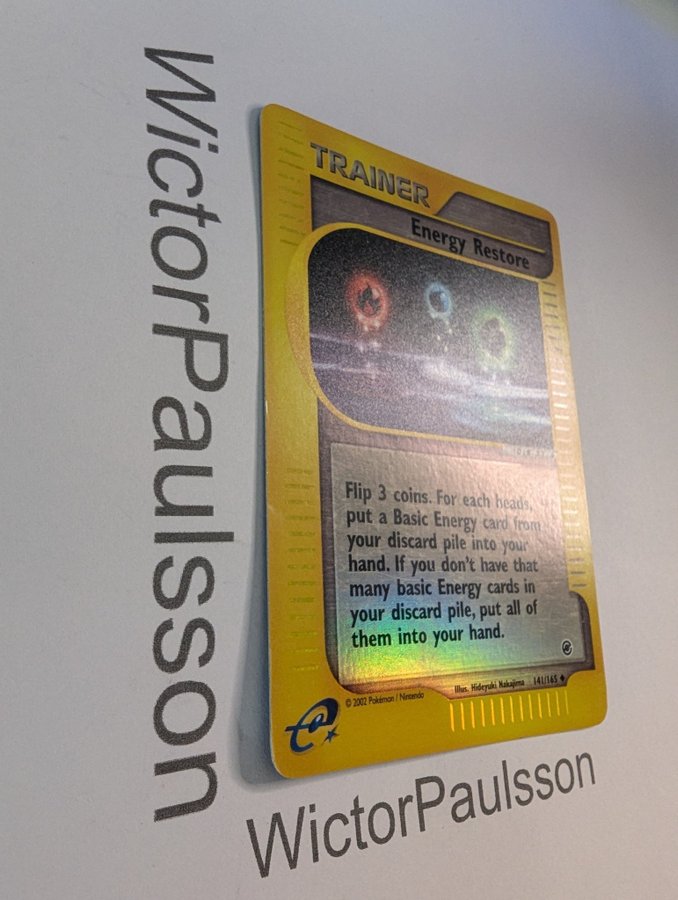 WictorPaulsson
TRAINER
Energy Restore
Flip 3 coins. For each heads,
put a Basic Energy card from
your discard pile into your
hand. If you don't have that
many basic Energy cards in
your discard pile, put all of
them into your hand.
Illus. Hideyuki Nakajima 141/165
© 2002 Pokémon / Nintendo
e
WictorPaulsson